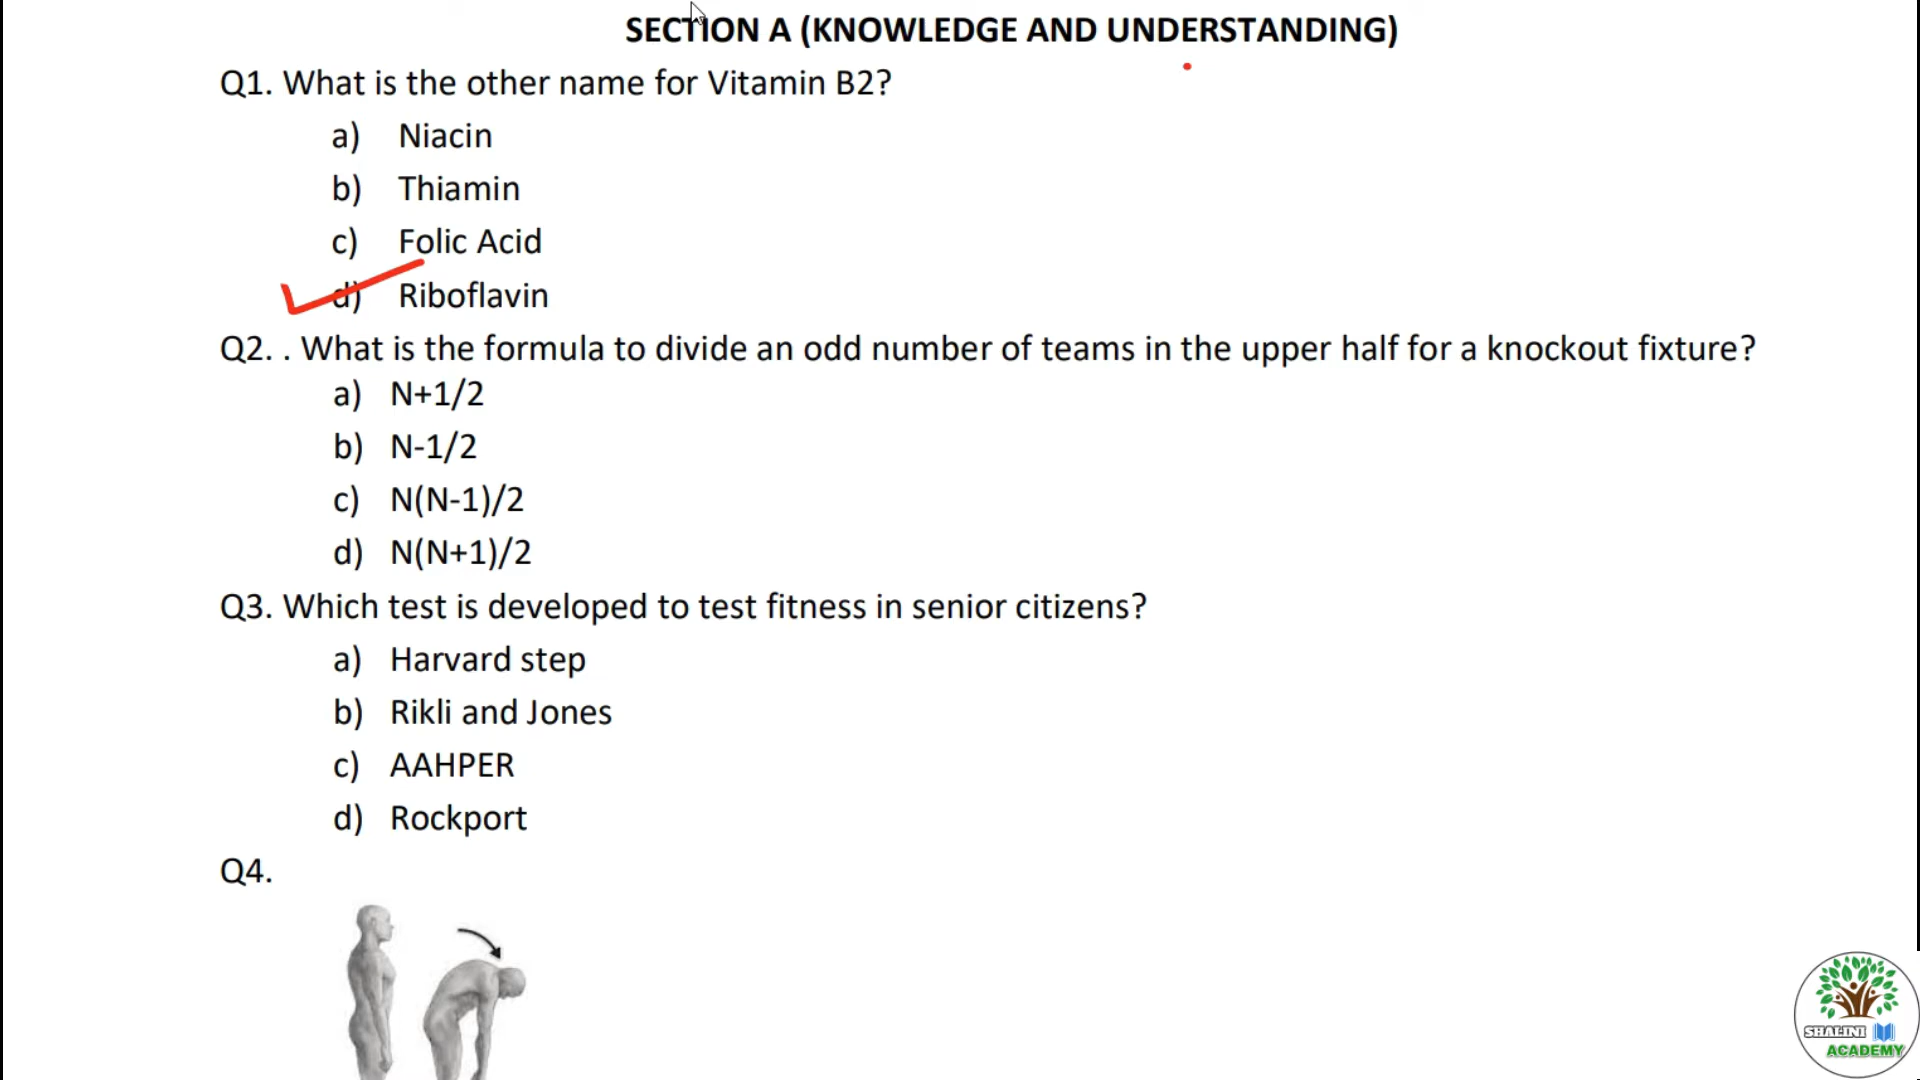 SECTION A (KNOWLEDGE AND UNDERSTANDING)
Q1. What is the other name for Vitamin B2?
a) Niacin
b) Thiamin
c) Folic Acid
d) Riboflavin
Q2. . What is the formula to divide an odd number of teams in the upper half for a knockout fixture?
a) N+1/2
b) N-1/2
c) N(N-1)/2
d) N(N+1)/2
Q3. Which test is developed to test fitness in senior citizens?
a) Harvard step
b) Rikli and Jones
c) AAHPER
d) Rockport
Q4.
SHALINI
ACADEMY